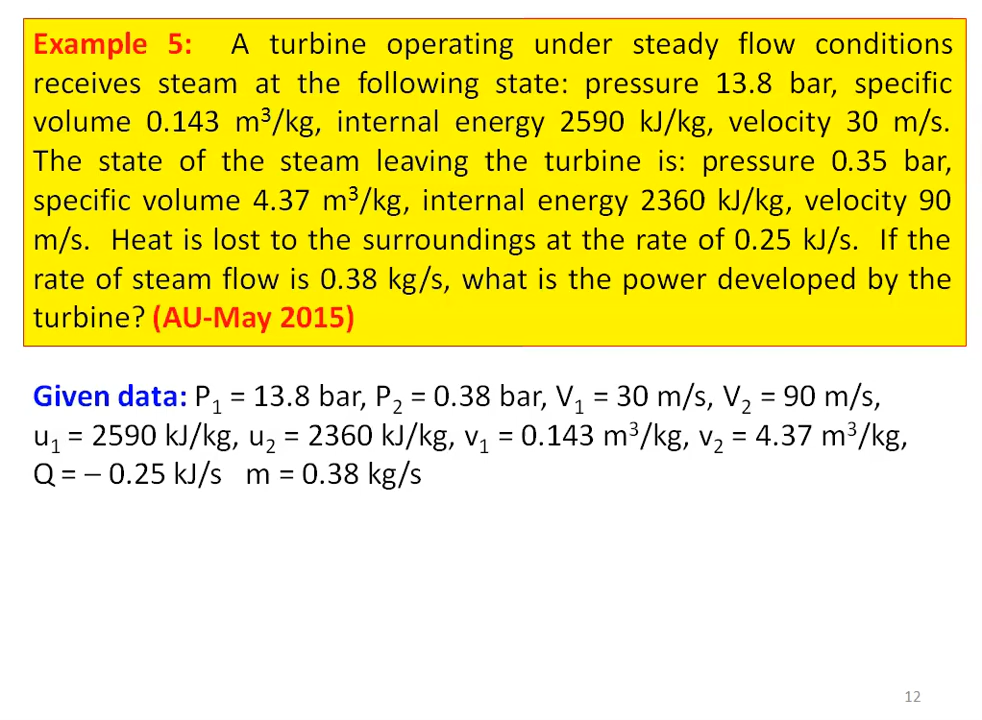 Example 5: A turbine operating under steady flow conditions
receives steam at the following state: pressure 13.8 bar, specific
volume 0.143 m³/kg, internal energy 2590 kJ/kg, velocity 30 m/s.
The state of the steam leaving the turbine is: pressure 0.35 bar,
specific volume 4.37 m³/kg, internal energy 2360 kJ/kg, velocity 90
m/s. Heat is lost to the surroundings at the rate of 0.25 kJ/s. If the
rate of steam flow is 0.38 kg/s, what is the power developed by the
turbine? (AU-May 2015)
Given data: P₁ = 13.8 bar, P₂ = 0.38 bar, V₁ = 30 m/s, V₂ = 90 m/s,
u₁ = 2590 kJ/kg, u₂ = 2360 kJ/kg, v₁ = 0.143 m³/kg, v₂ = 4.37 m³/kg,
Q = – 0.25 kJ/s m = 0.38 kg/s
12